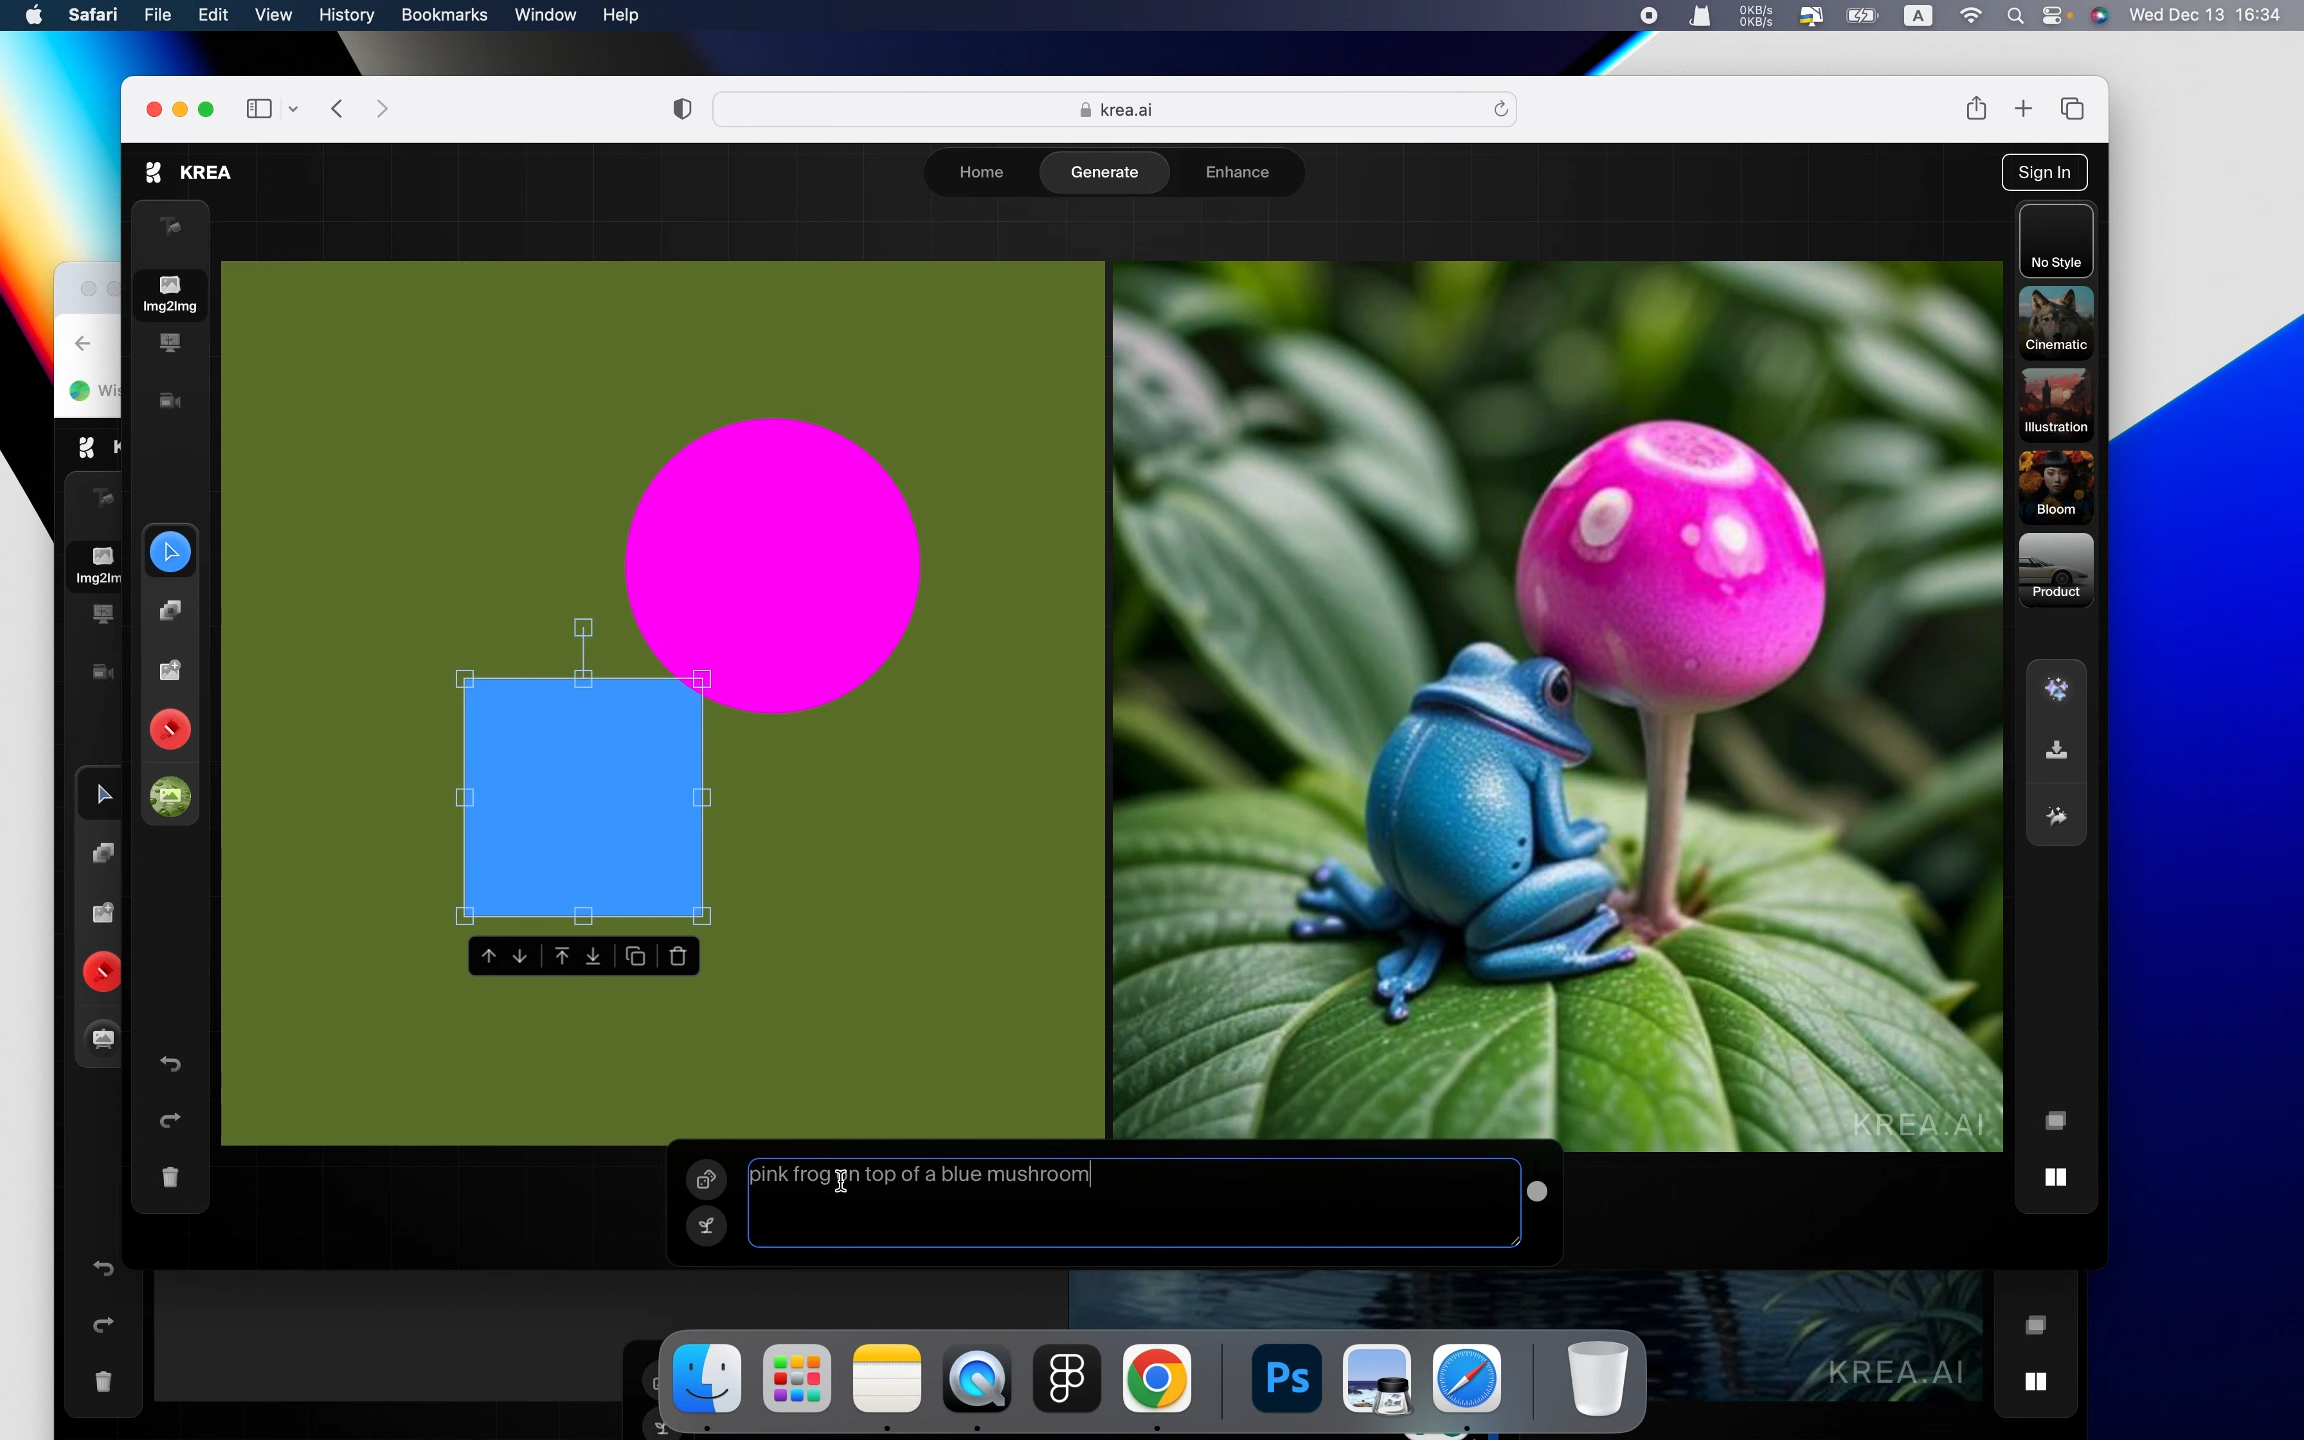 Safari File Edit View History Bookmarks Window Help
0KB/s
0KB/s
A
Wed Dec 13 16:34
krea.ai
KREA
Home Generate Enhance
Sign In
Img2Img
No Style
Cinematic
Illustration
Bloom
Product
KREA.AI
pink frog on top of a blue mushroom
Wis
K
Img2Im
KREA.AI
Ps